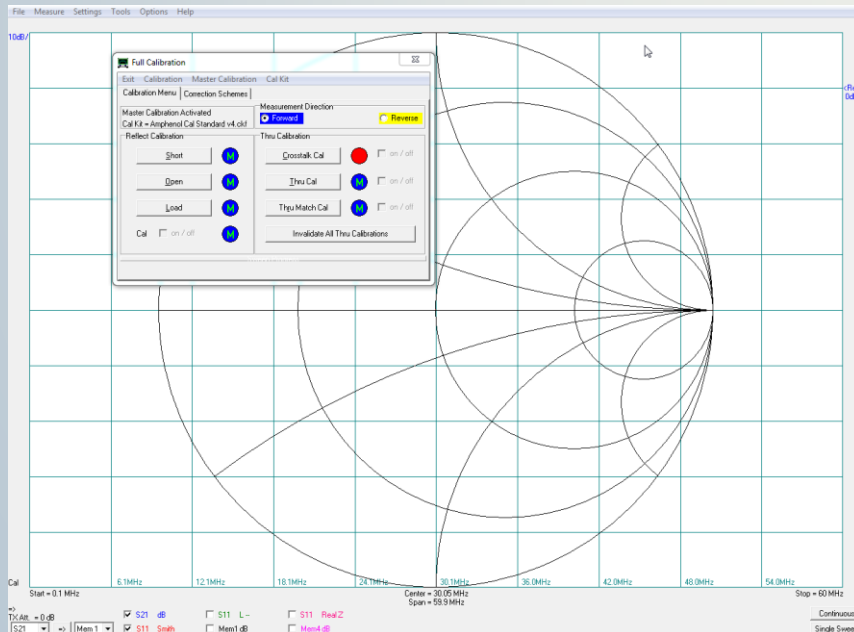 File Measure Settings Tools Options Help
10dB/
Full Calibration
Exit Calibration Master Calibration Cal Kit
Calibration Menu Correction Schemes
Master Calibration Activated
Cal Kit = Amphenol Cal Standard v4.ckf
Measurement Direction
Forward Reverse
Reflect Calibration
Short M
Open M
Load M
Cal on / off M
Thru Calibration
Crosstalk Cal on / off
Thru Cal M on / off
Thru Match Cal M on / off
Invalidate All Thru Calibrations
<Re
0dB
Cal
6.1MHz 12.1MHz 18.1MHz 24.1MHz 30.1MHz 36.0MHz 42.0MHz 48.0MHz 54.0MHz
Start = 0.1 MHz Center = 30.05 MHz Stop = 60 MHz
Span = 59.9 MHz
=>
TX Att. = 0 dB S21 dB S11 L-- S11 Real Z Continuous
S21 => Mem 1 S11 Smith Mem1 dB Mem4 dB Single Swee